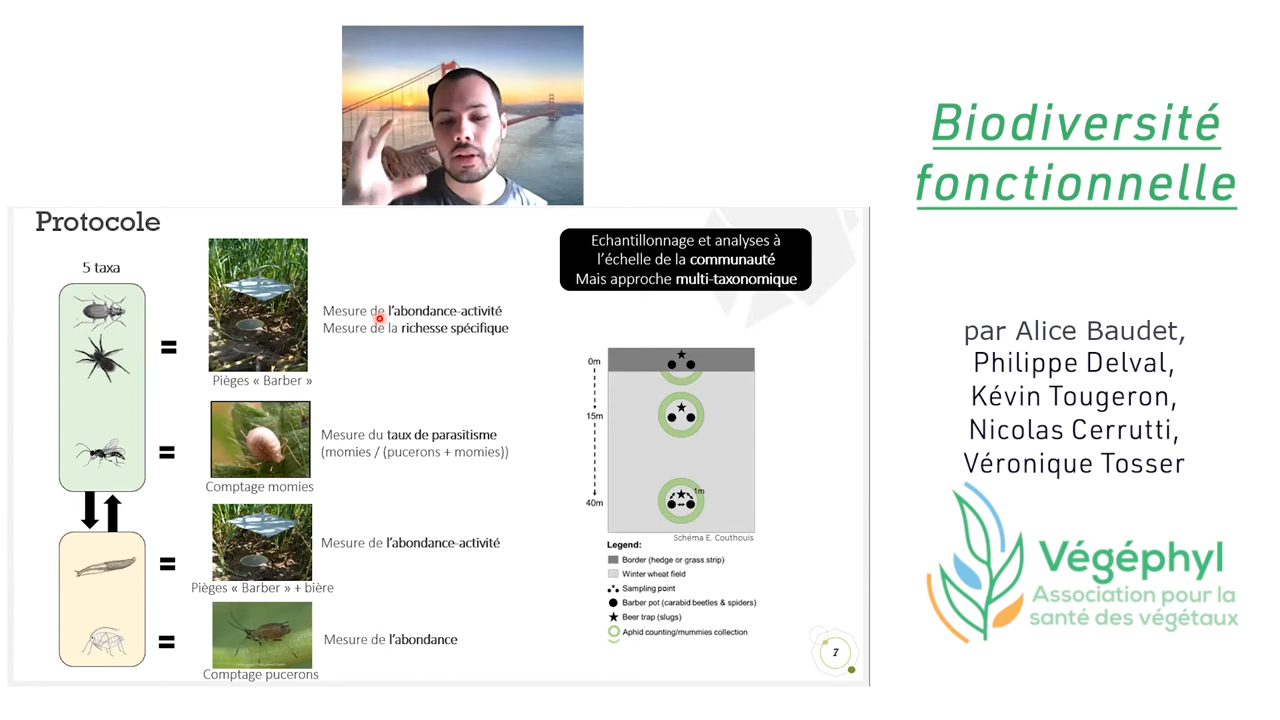 Biodiversité
fonctionnelle
par Alice Baudet,
Philippe Delval,
Kévin Tougeron,
Nicolas Cerrutti,
Véronique Tosser
Végéphyl
Association pour la
santé des végétaux
Protocole
5 taxa
=
Pièges « Barber »
Mesure de l'abondance-activité
Mesure de la richesse spécifique
=
Comptage momies
Mesure du taux de parasitisme
(momies / (pucerons + momies))
=
Pièges « Barber » + bière
Mesure de l'abondance-activité
=
Comptage pucerons
Mesure de l'abondance
Echantillonnage et analyses à
l'échelle de la communauté
Mais approche multi-taxonomique
0m
15m
40m
1m
Schéma E. Couthouis
Legend:
Border (hedge or grass strip)
Winter wheat field
Sampling point
Barber pot (carabid beetles & spiders)
Beer trap (slugs)
Aphid counting/mummies collection
7